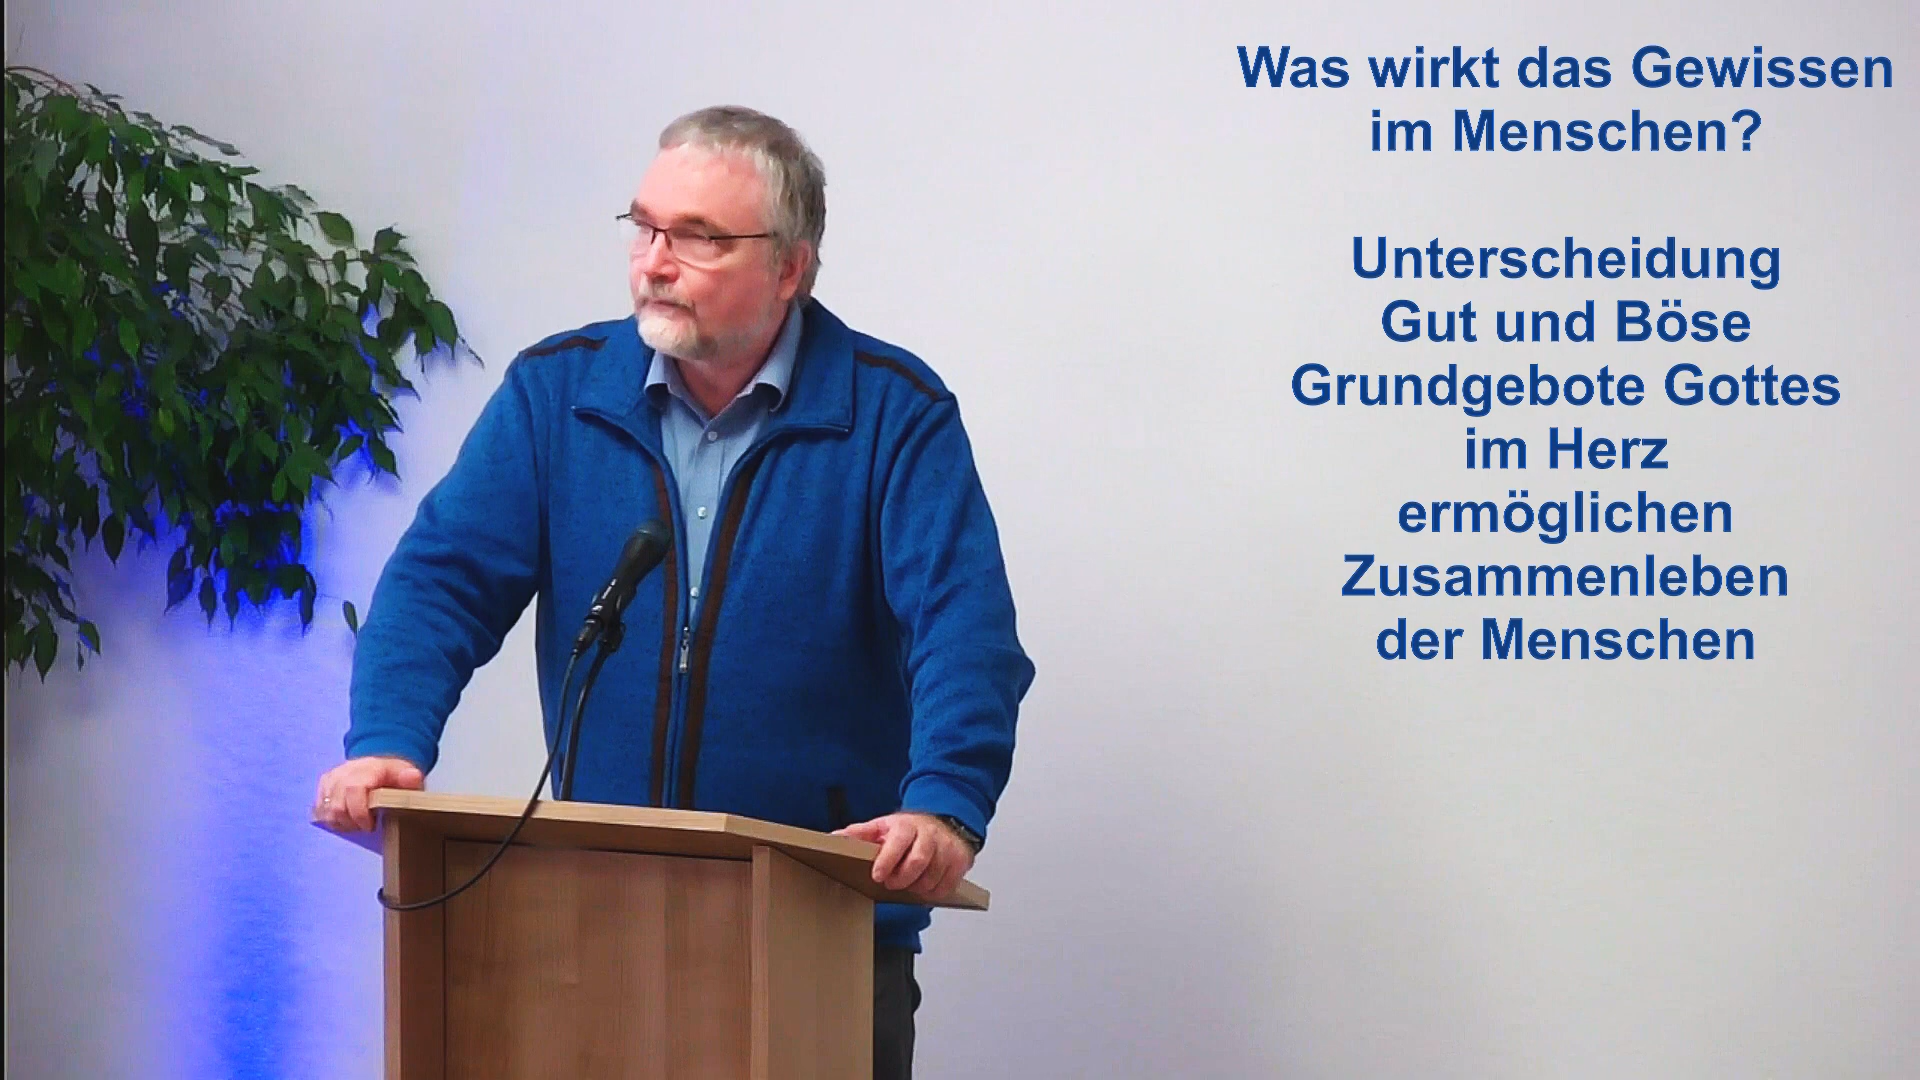 Was wirkt das Gewissen
im Menschen?
Unterscheidung
Gut und Böse
Grundgebote Gottes
im Herz
ermöglichen
Zusammenleben
der Menschen